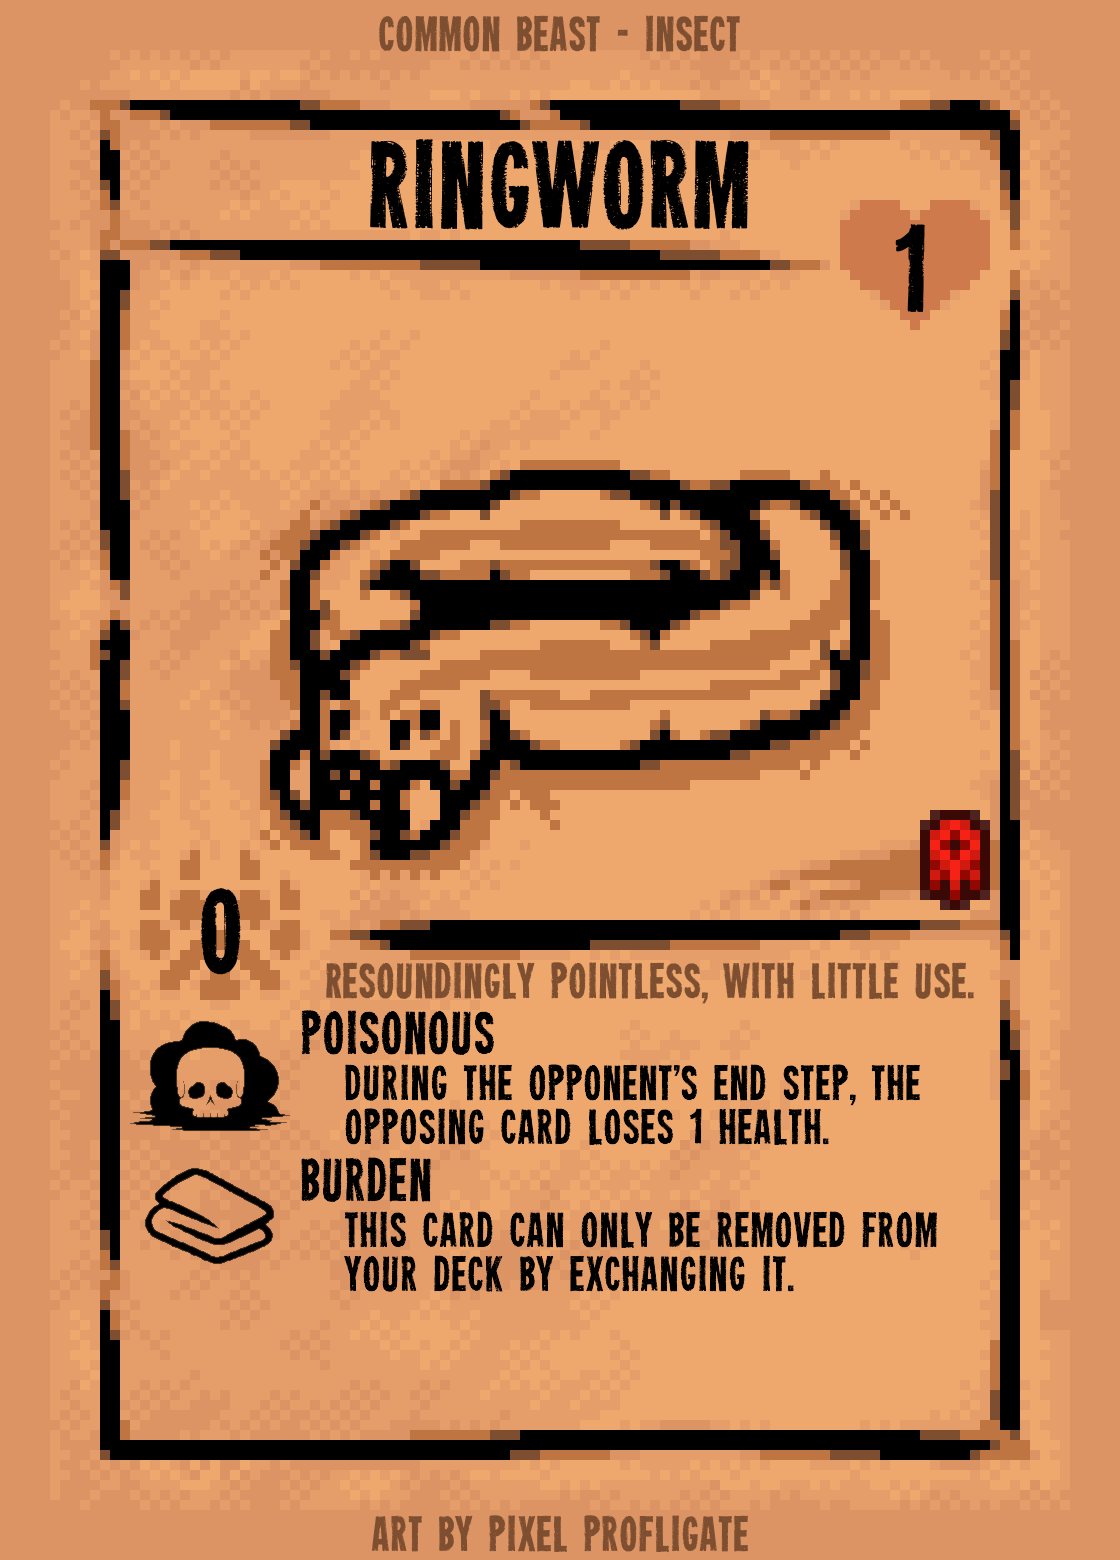 COMMON BEAST - INSECT
RINGWORM
1
0
RESOUNDINGLY POINTLESS, WITH LITTLE USE.
POISONOUS
DURING THE OPPONENT'S END STEP, THE
OPPOSING CARD LOSES 1 HEALTH.
BURDEN
THIS CARD CAN ONLY BE REMOVED FROM
YOUR DECK BY EXCHANGING IT.
ART BY PIXEL PROFLIGATE